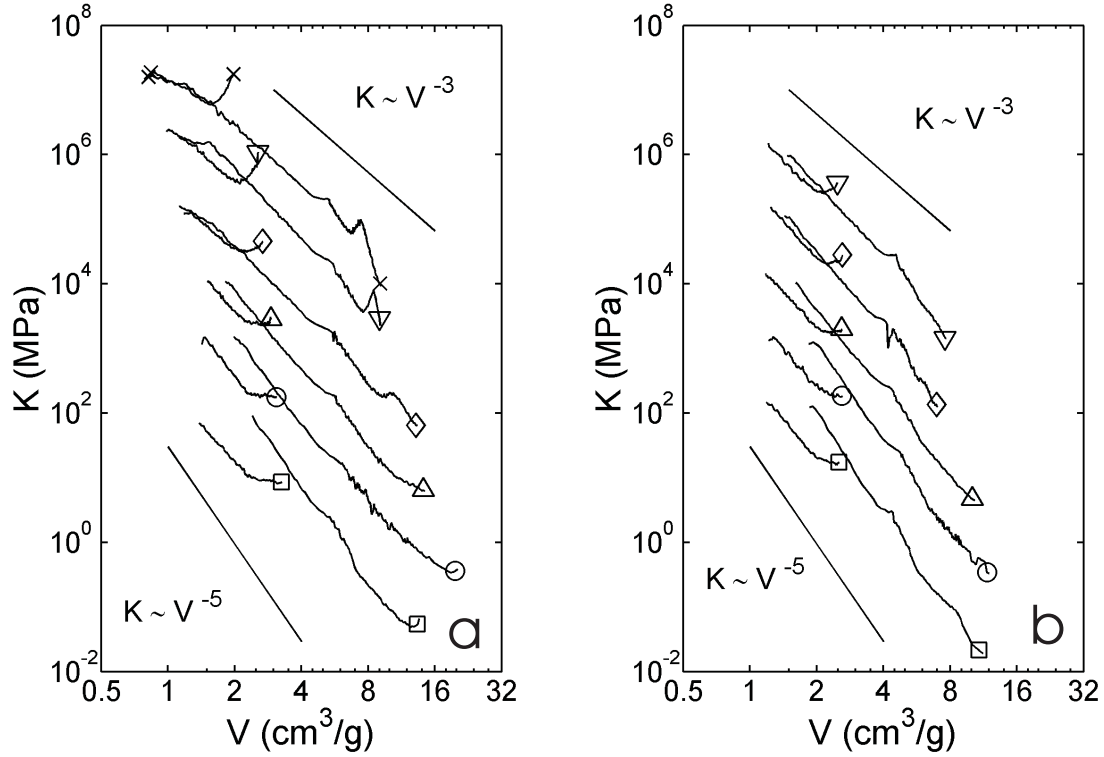 10^8
10^6
10^4
10^2
10^0
10^-2
K (MPa)
K ~ V^-3
K ~ V^-5
a
0.5 1 2 4 8 16 32
V (cm^3/g)
10^8
10^6
10^4
10^2
10^0
10^-2
K (MPa)
K ~ V^-3
K ~ V^-5
b
0.5 1 2 4 8 16 32
V (cm^3/g)